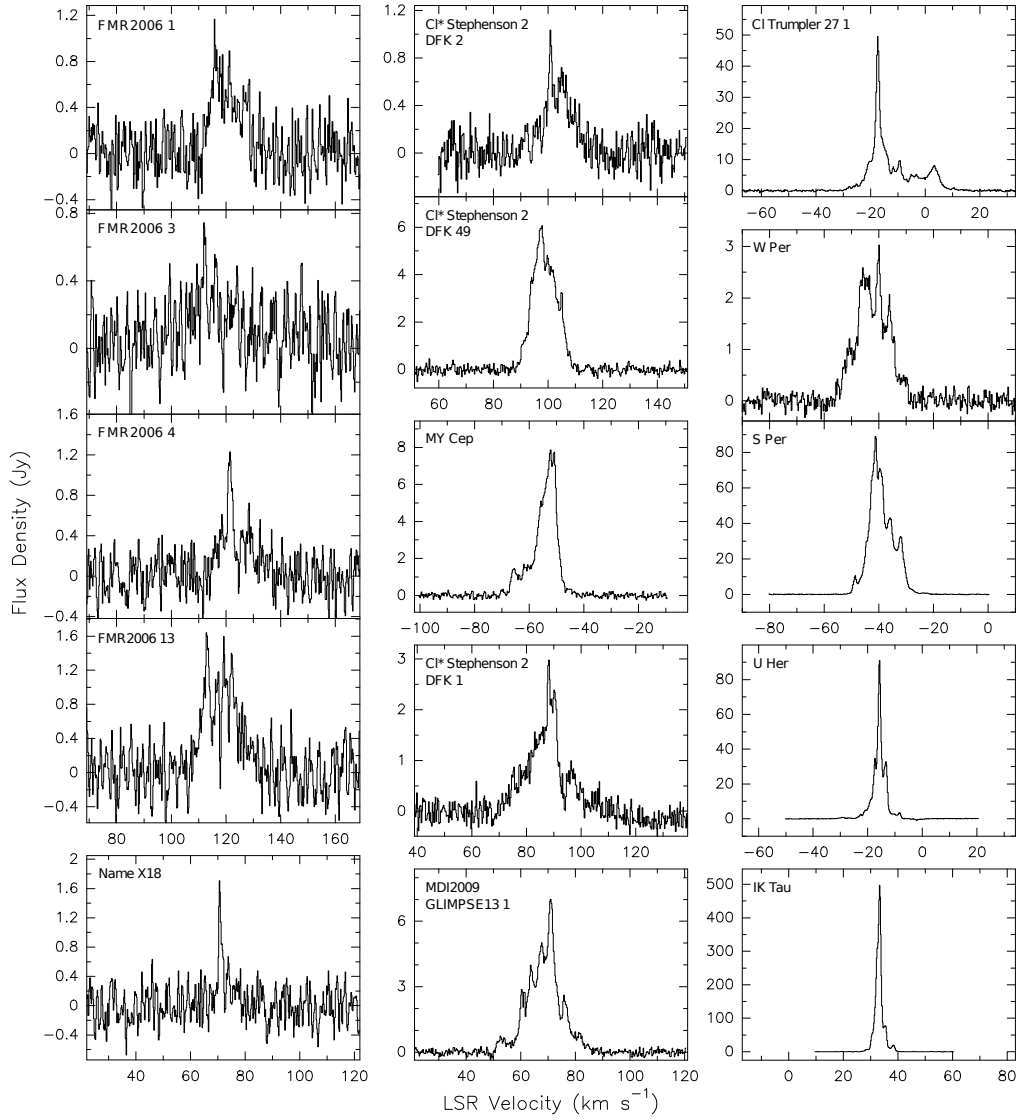 FMR2006 1
1.2
0.8
0.4
0
−0.4
FMR2006 3
0.8
0.4
0
FMR2006 4
1.6
1.2
0.8
0.4
0
−0.4
FMR2006 13
1.6
1.2
0.8
0.4
0
−0.4
80 100 120 140 160
Name X18
2
1.6
1.2
0.8
0.4
0
−0.4
40 60 80 100 120
Cl* Stephenson 2
DFK 2
1.2
0.8
0.4
0
Cl* Stephenson 2
DFK 49
6
4
2
0
60 80 100 120 140
MY Cep
8
6
4
2
0
−100 −80 −60 −40 −20
Cl* Stephenson 2
DFK 1
3
2
1
0
40 60 80 100 120
MDI2009
GLIMPSE13 1
6
3
0
40 60 80 100 120
Cl Trumpler 27 1
50
40
30
20
10
0
−60 −40 −20 0 20
W Per
3
2
1
0
S Per
80
60
40
20
0
−80 −60 −40 −20 0
U Her
80
60
40
20
0
−60 −40 −20 0 20
IK Tau
500
400
300
200
100
0
0 20 40 60 80
Flux Density (Jy)
LSR Velocity (km s−1)